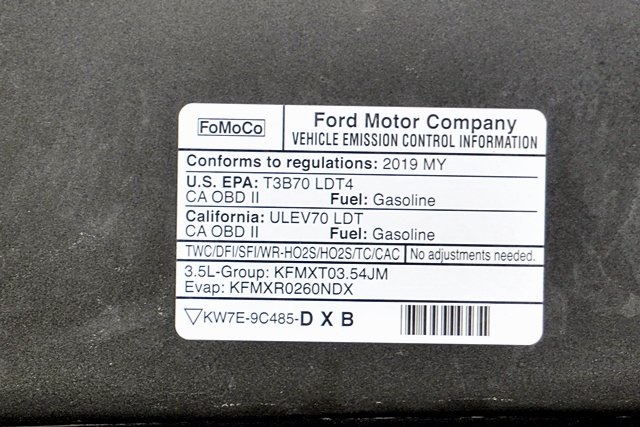 FoMoCo
Ford Motor Company
VEHICLE EMISSION CONTROL INFORMATION
Conforms to regulations: 2019 MY
U.S. EPA: T3B70 LDT4
CA OBD II Fuel: Gasoline
California: ULEV70 LDT
CA OBD II Fuel: Gasoline
TWC/DFI/SFI/WR-HO2S/HO2S/TC/CAC No adjustments needed.
3.5L-Group: KFMXT03.54JM
Evap: KFMXR0260NDX
KW7E-9C485-D X B